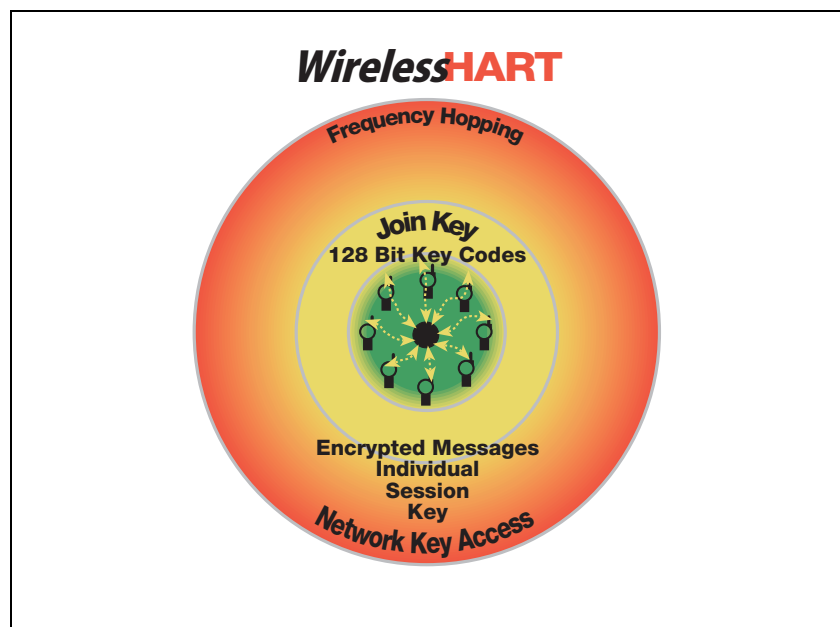 WirelessHART
Frequency Hopping
Join Key
128 Bit Key Codes
Encrypted Messages
Individual
Session
Key
Network Key Access